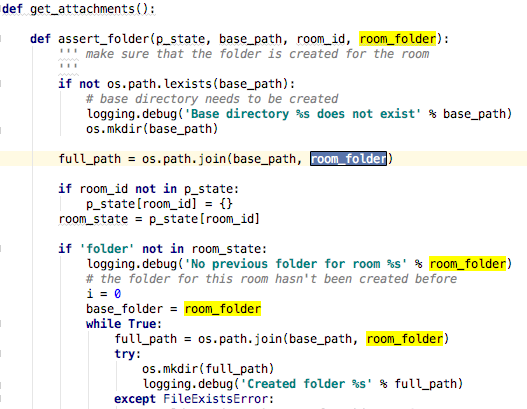 def get_attachments():
def assert_folder(p_state, base_path, room_id, room_folder):
''' make sure that the folder is created for the room
'''
if not os.path.lexists(base_path):
# base directory needs to be created
logging.debug('Base directory %s does not exist' % base_path)
os.mkdir(base_path)
full_path = os.path.join(base_path, room_folder)
if room_id not in p_state:
p_state[room_id] = {}
room_state = p_state[room_id]
if 'folder' not in room_state:
logging.debug('No previous folder for room %s' % room_folder)
# the folder for this room hasn't been created before
i = 0
base_folder = room_folder
while True:
full_path = os.path.join(base_path, room_folder)
try:
os.mkdir(full_path)
logging.debug('Created folder %s' % full_path)
except FileExistsError: